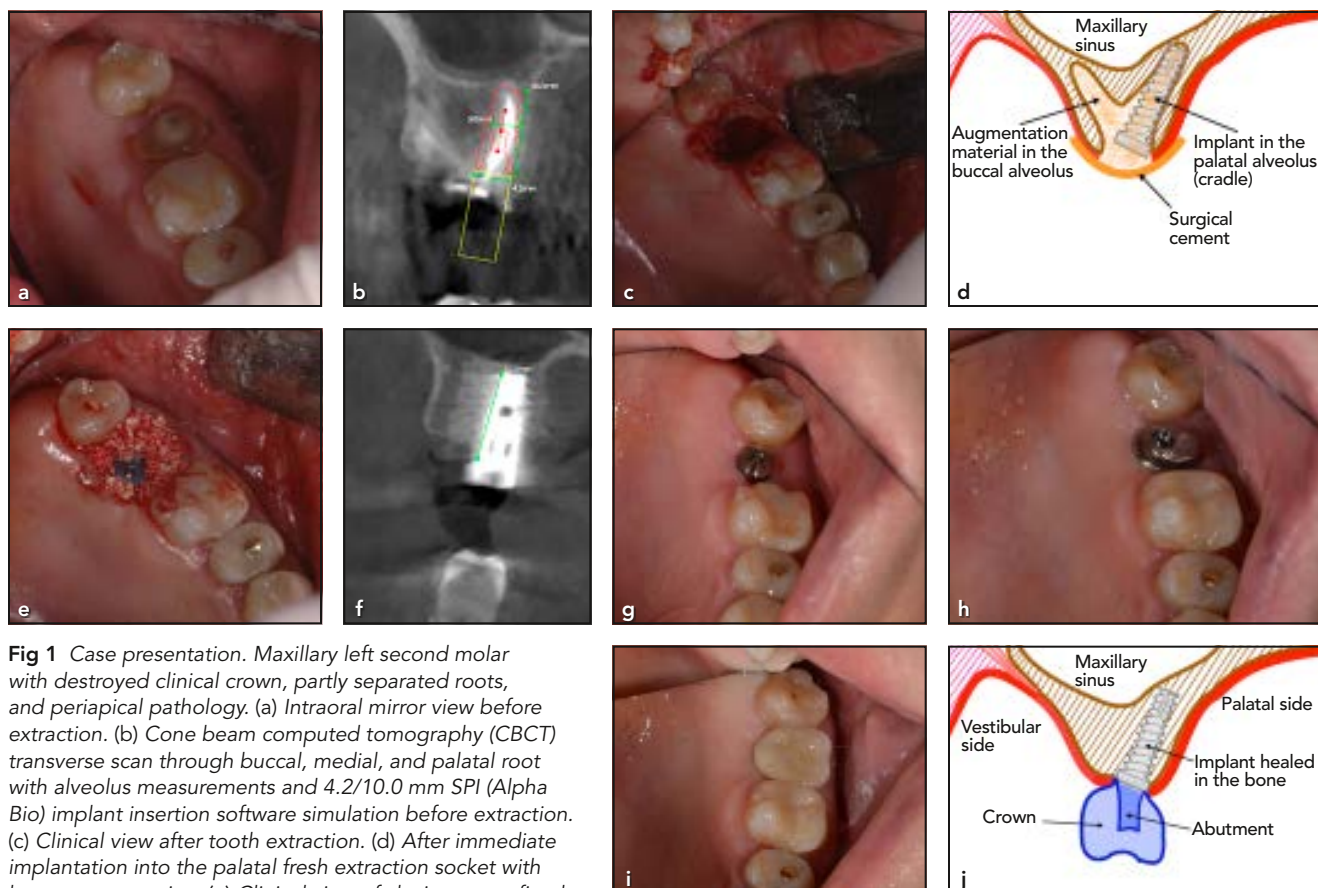 a
b
c
Maxillary
sinus
Augmentation
material in the
buccal alveolus
Implant in the
palatal alveolus
(cradle)
Surgical
cement
d
e
f
g
h
Fig 1 Case presentation. Maxillary left second molar
with destroyed clinical crown, partly separated roots,
and periapical pathology. (a) Intraoral mirror view before
extraction. (b) Cone beam computed tomography (CBCT)
transverse scan through buccal, medial, and palatal root
with alveolus measurements and 4.2/10.0 mm SPI (Alpha
Bio) implant insertion software simulation before extraction.
(c) Clinical view after tooth extraction. (d) After immediate
implantation into the palatal fresh extraction socket with
i
Maxillary
sinus
Vestibular
side
Palatal side
Implant healed
in the bone
Crown
Abutment
j